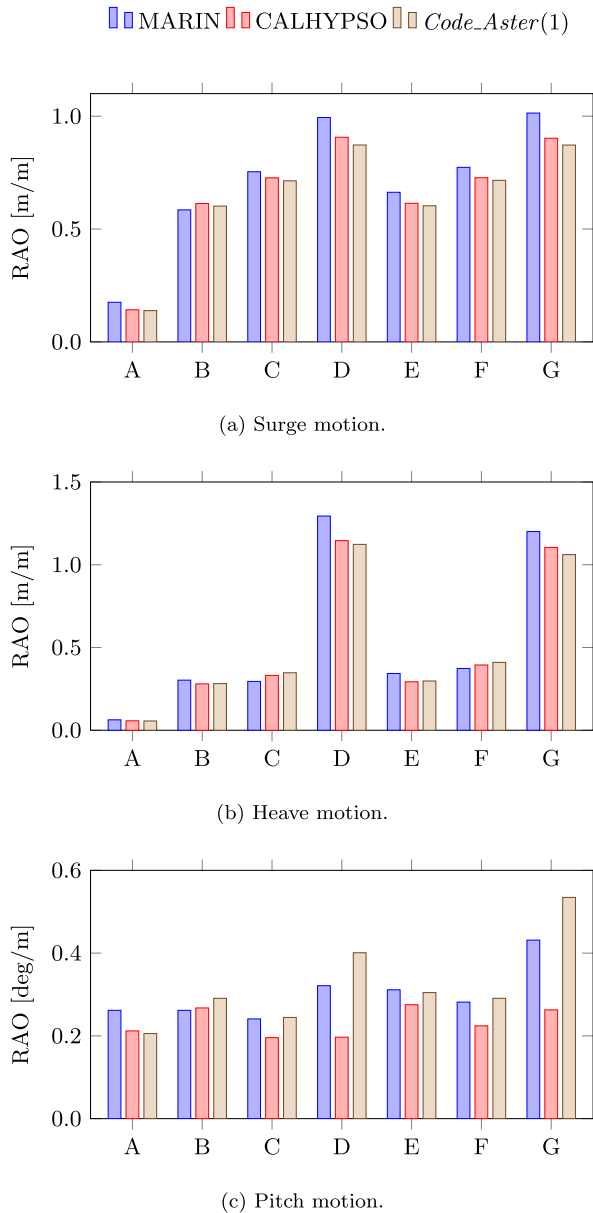 MARIN CALHYPSO Code_Aster(1)
1.0
0.5
0.0
RAO [m/m]
A B C D E F G
(a) Surge motion.
1.5
1.0
0.5
0.0
RAO [m/m]
A B C D E F G
(b) Heave motion.
0.6
0.4
0.2
0.0
RAO [deg/m]
A B C D E F G
(c) Pitch motion.